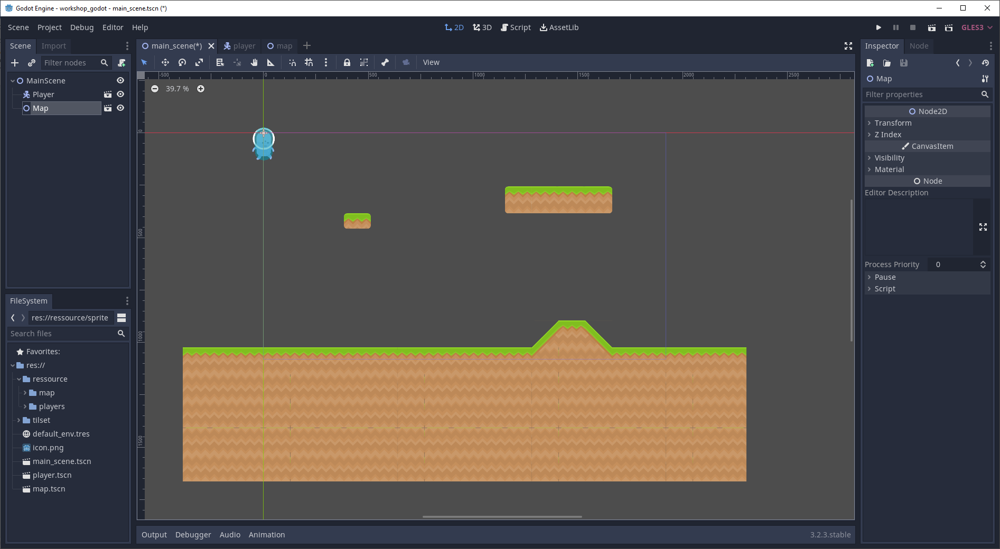 Godot Engine - workshop_godot - main_scene.tscn (*)
Scene Project Debug Editor Help
2D 3D Script AssetLib
GLES3
Scene Import
Filter nodes
MainScene
Player
Map
FileSystem
res://ressource/sprite
Search files
Favorites:
res://
ressource
map
players
tilset
default_env.tres
icon.png
main_scene.tscn
player.tscn
map.tscn
main_scene(*) player map
View
-500 0 500 1000 1500 2000 2500
39.7 %
0
500
1000
1500
Output Debugger Audio Animation
3.2.3.stable
Inspector Node
Map
Filter properties
Node2D
Transform
Z Index
CanvasItem
Visibility
Material
Node
Editor Description
Process Priority 0
Pause
Script